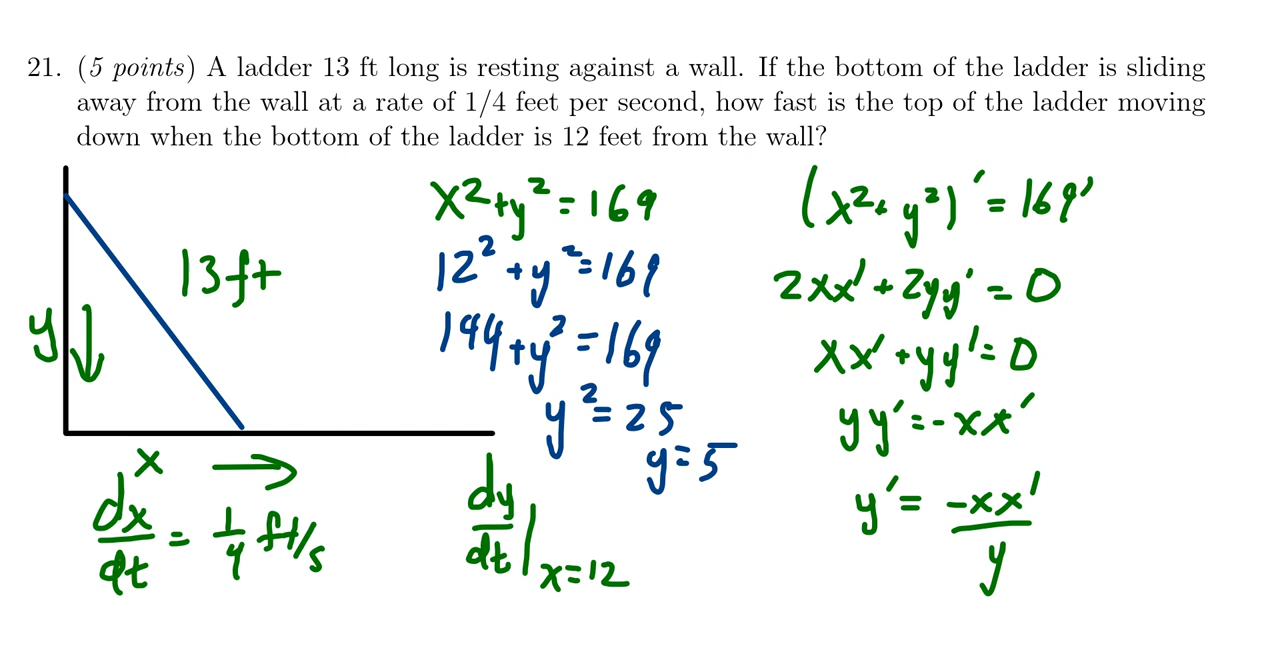 21. (5 points) A ladder 13 ft long is resting against a wall. If the bottom of the ladder is sliding
away from the wall at a rate of 1/4 feet per second, how fast is the top of the ladder moving
down when the bottom of the ladder is 12 feet from the wall?
13ft
y
x
dx/dt = 1/4 ft/s
x² + y² = 169
12² + y² = 169
144 + y² = 169
y² = 25
y = 5
dy/dt | x=12
(x² + y²)' = 169'
2xx' + 2yy' = 0
xx' + yy' = 0
yy' = -xx'
y' = -xx'/y